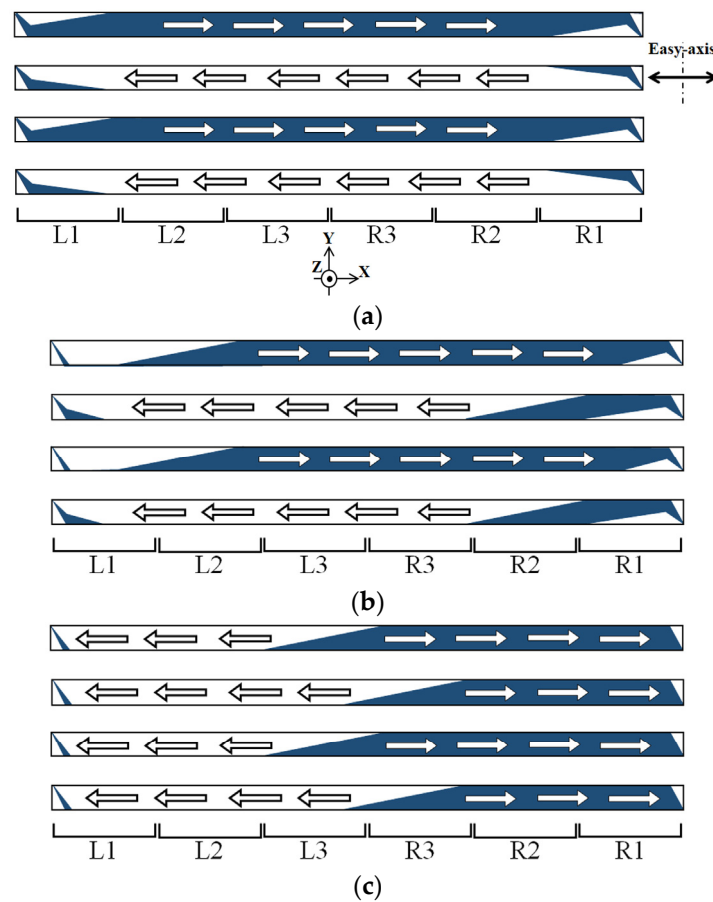 Easy-axis
L1 L2 L3 R3 R2 R1
Y
Z X
(a)
L1 L2 L3 R3 R2 R1
(b)
L1 L2 L3 R3 R2 R1
(c)